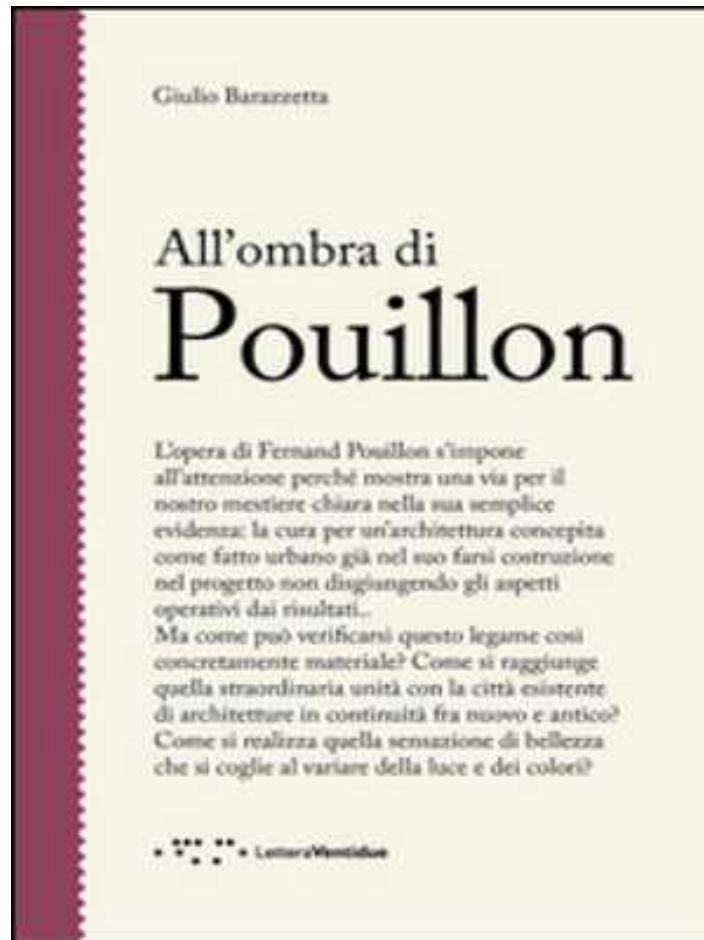 Giulio Barazzetta
All'ombra di
Pouillon
L'opera di Fernand Pouillon s'impone
all'attenzione perché mostra una via per il
nostro mestiere chiara nella sua semplice
evidenza: la cura per un'architettura concepita
come fatto urbano già nel suo farsi costruzione
nel progetto non disgiungendo gli aspetti
operativi dai risultati...
Ma come può verificarsi questo legame così
concretamente materiale? Come si raggiunge
quella straordinaria unità con la città esistente
di architetture in continuità fra nuovo e antico?
Come si realizza quella sensazione di bellezza
che si coglie al variare della luce e dei colori?
LetteraVentidue